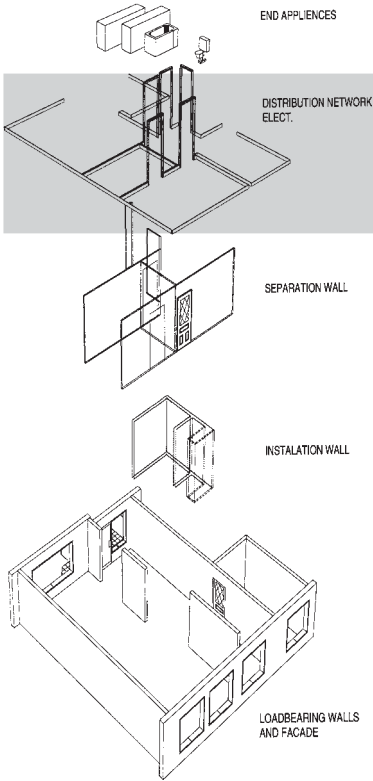 END APPLIENCES
DISTRIBUTION NETWORK
ELECT.
SEPARATION WALL
INSTALATION WALL
LOADBEARING WALLS
AND FACADE